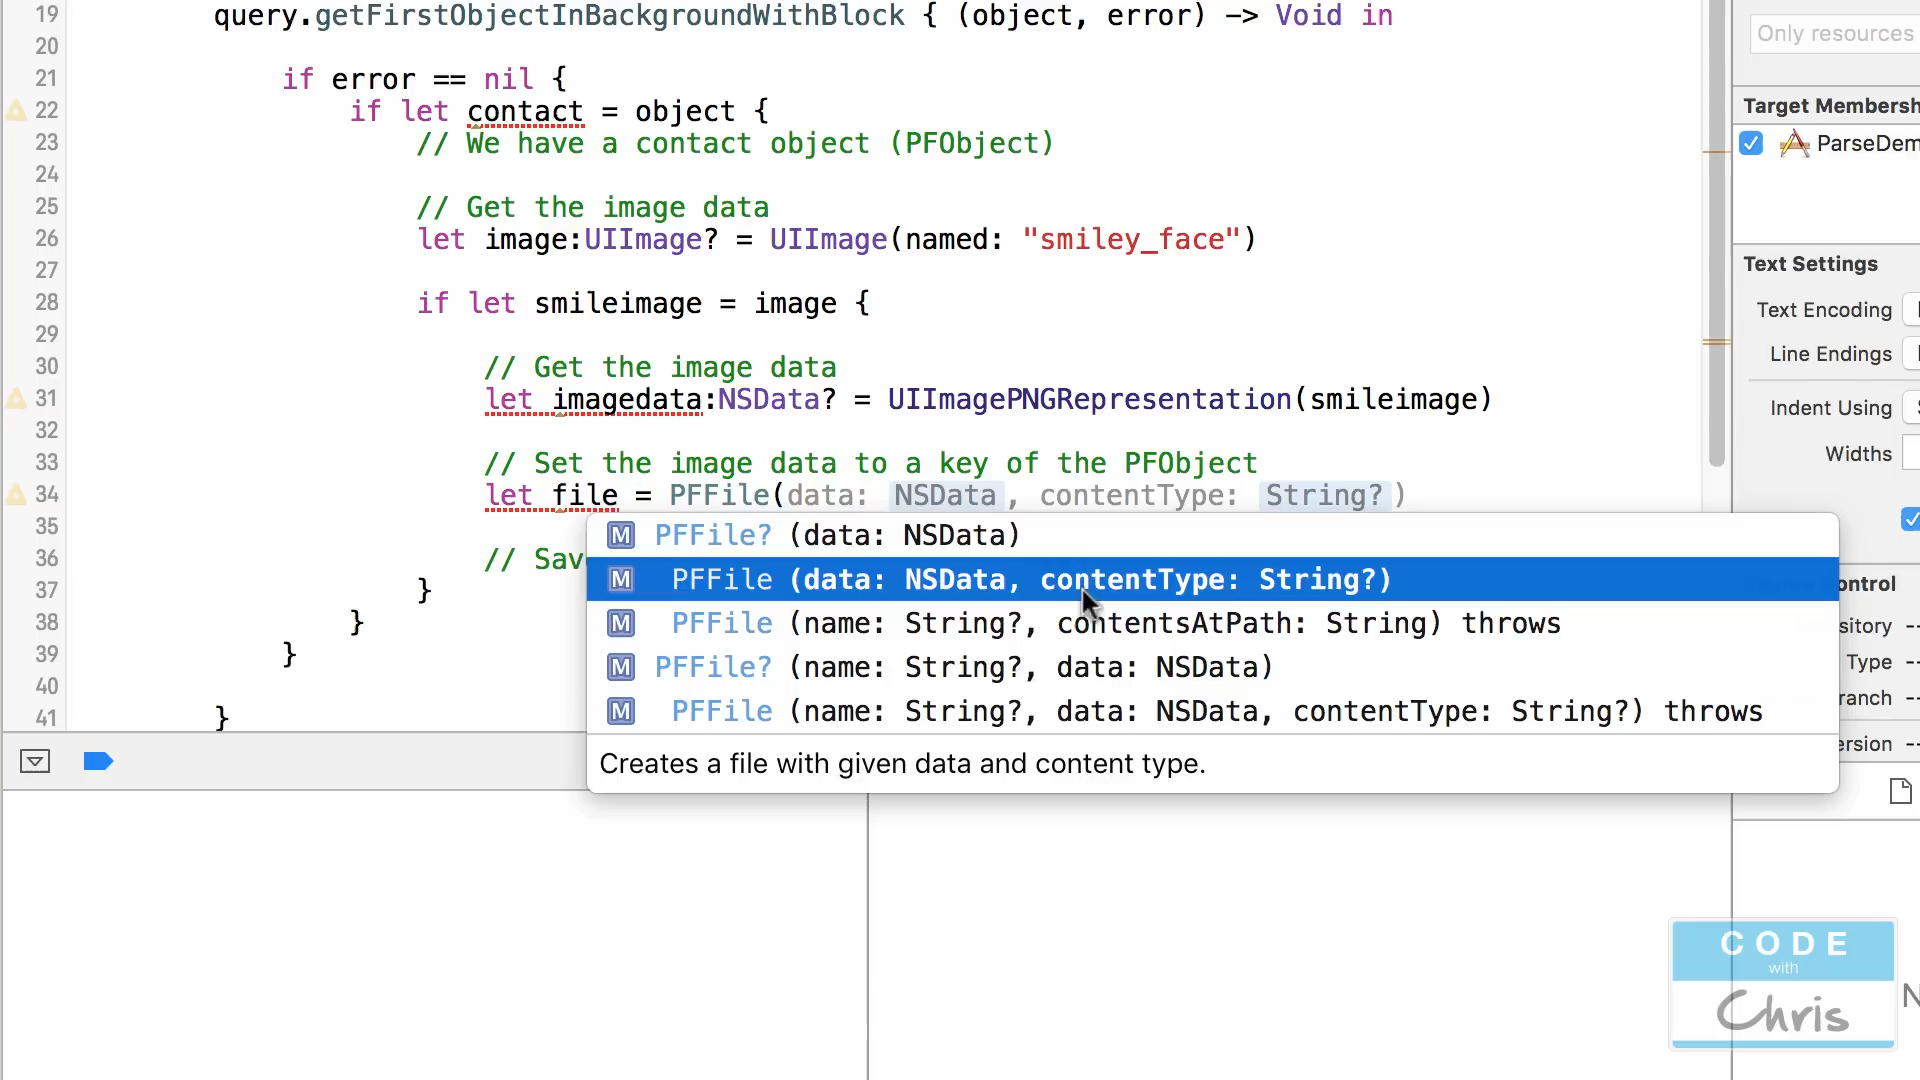 19 query.getFirstObjectInBackgroundWithBlock { (object, error) -> Void in
20
21 if error == nil {
22 if let contact = object {
23 // We have a contact object (PFObject)
24
25 // Get the image data
26 let image:UIImage? = UIImage(named: "smiley_face")
27
28 if let smileimage = image {
29
30 // Get the image data
31 let imagedata:NSData? = UIImagePNGRepresentation(smileimage)
32
33 // Set the image data to a key of the PFObject
34 let file = PFFile(data: NSData, contentType: String?)
35
36 // Sav
37 }
38 }
39 }
40
41 }
M PFFile? (data: NSData)
M PFFile (data: NSData, contentType: String?)
M PFFile (name: String?, contentsAtPath: String) throws
M PFFile? (name: String?, data: NSData)
M PFFile (name: String?, data: NSData, contentType: String?) throws
Creates a file with given data and content type.
Only resources
Target Membersh
ParseDem
Text Settings
Text Encoding
Line Endings
Indent Using
Widths
ontrol
sitory --
Type --
ranch --
ersion --
N
CODE
with
Chris